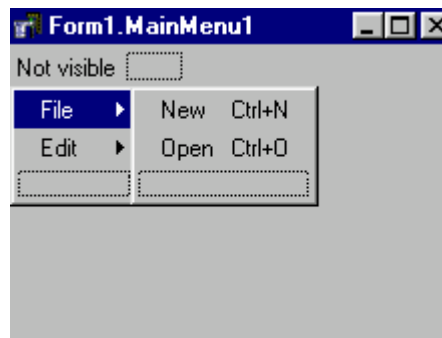 Form1.MainMenu1
Not visible
File New Ctrl+N
Edit Open Ctrl+O